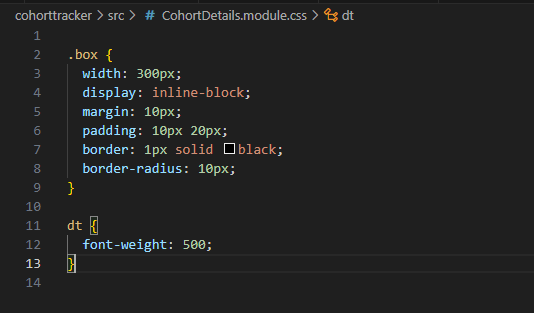 cohorttracker > src > # CohortDetails.module.css > dt
1
2 .box {
3 width: 300px;
4 display: inline-block;
5 margin: 10px;
6 padding: 10px 20px;
7 border: 1px solid black;
8 border-radius: 10px;
9 }
10
11 dt {
12 font-weight: 500;
13 }
14